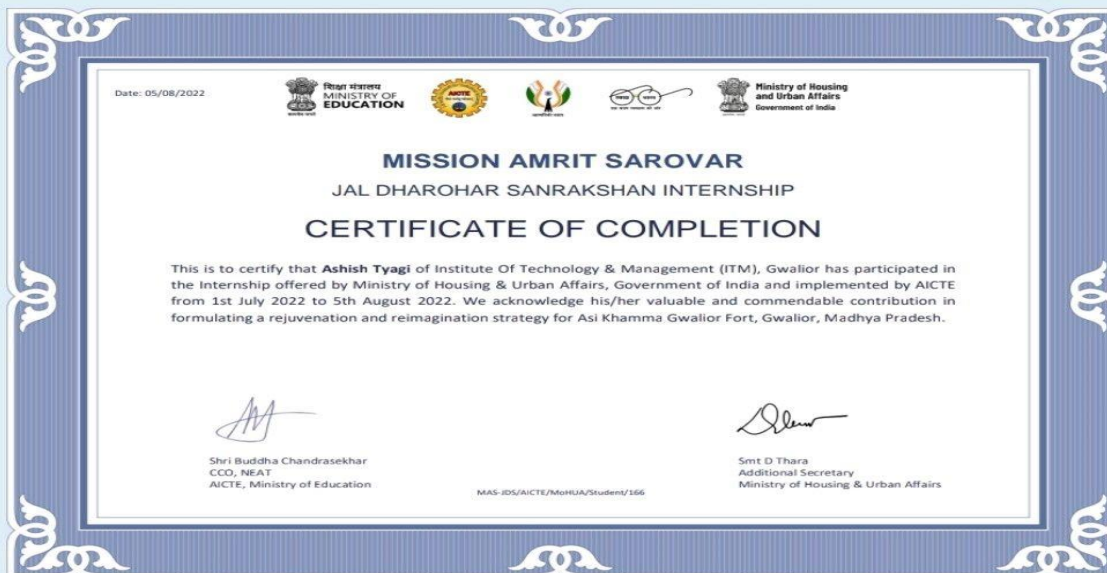 Date: 05/08/2022
शिक्षा मंत्रालय
MINISTRY OF
EDUCATION
AICTE
Ministry of Housing
and Urban Affairs
Government of India
MISSION AMRIT SAROVAR
JAL DHAROHAR SANRAKSHAN INTERNSHIP
CERTIFICATE OF COMPLETION
This is to certify that Ashish Tyagi of Institute Of Technology & Management (ITM), Gwalior has participated in
the Internship offered by Ministry of Housing & Urban Affairs, Government of India and implemented by AICTE
from 1st July 2022 to 5th August 2022. We acknowledge his/her valuable and commendable contribution in
formulating a rejuvenation and reimagination strategy for Asi Khamma Gwalior Fort, Gwalior, Madhya Pradesh.
Shri Buddha Chandrasekhar
CCO, NEAT
AICTE, Ministry of Education
Smt D Thara
Additional Secretary
Ministry of Housing & Urban Affairs
MAS-JDS/AICTE/MoHUA/Student/166